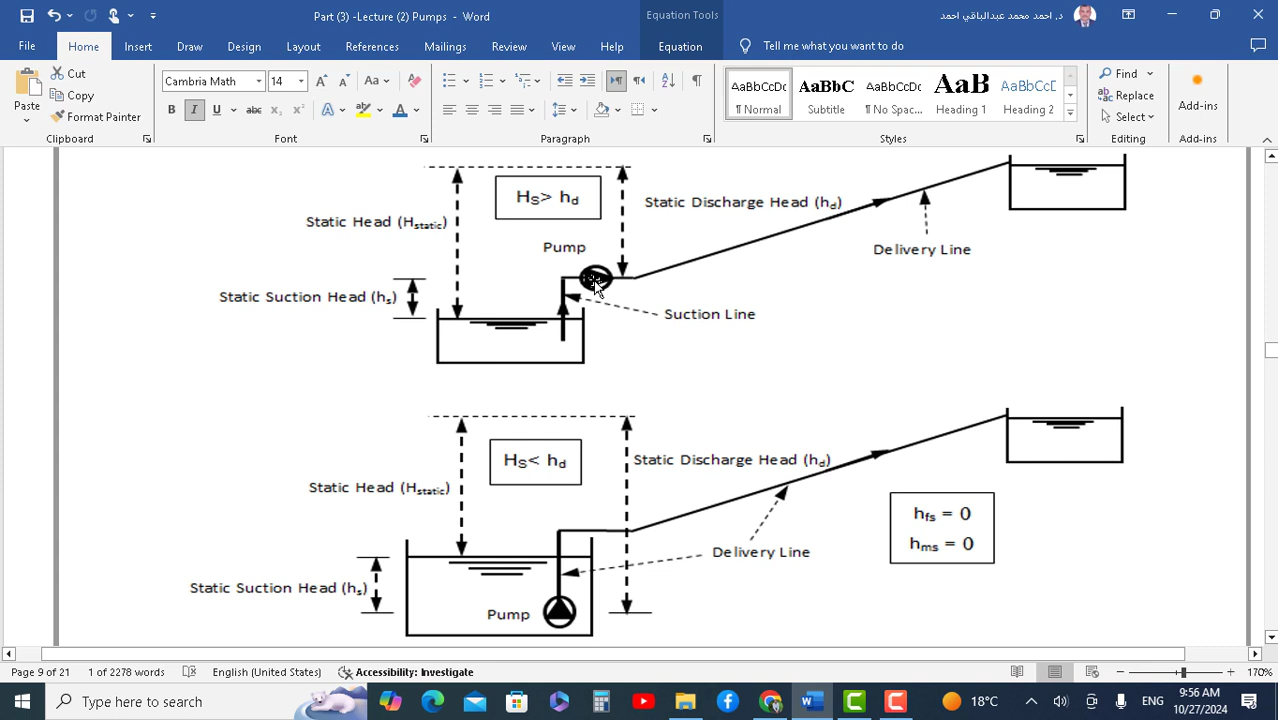 Part (3) -Lecture (2) Pumps - Word
Equation Tools
د. احمد محمد عبدالباقي احمد
File
Home
Insert
Draw
Design
Layout
References
Mailings
Review
View
Help
Equation
Tell me what you want to do
Paste
Cut
Copy
Format Painter
Clipboard
Cambria Math
14
Font
Paragraph
AaBbCcDc
¶ Normal
AaBbC
Subtitle
AaBbCcDc
¶ No Spac...
AaB
Heading 1
AaBbCcE
Heading 2
Styles
Find
Replace
Select
Editing
Add-ins
Add-ins
HS> hd
Static Head (Hstatic)
Static Discharge Head (hd)
Pump
Delivery Line
Static Suction Head (hs)
Suction Line
HS< hd
Static Discharge Head (hd)
Static Head (Hstatic)
hfs = 0
hms = 0
Delivery Line
Static Suction Head (hs)
Pump
Page 9 of 21
1 of 2278 words
English (United States)
Accessibility: Investigate
170%
Type here to search
18°C
ENG
9:56 AM
10/27/2024